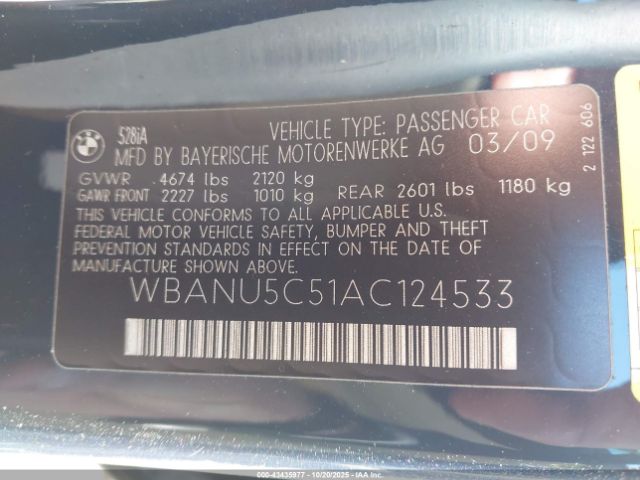 BMW
528iA
VEHICLE TYPE: PASSENGER CAR
MFD BY BAYERISCHE MOTORENWERKE AG 03/09
GVWR 4674 lbs 2120 kg
GAWR FRONT 2227 lbs 1010 kg REAR 2601 lbs 1180 kg
THIS VEHICLE CONFORMS TO ALL APPLICABLE U.S.
FEDERAL MOTOR VEHICLE SAFETY, BUMPER AND THEFT
PREVENTION STANDARDS IN EFFECT ON THE DATE OF
MANUFACTURE SHOWN ABOVE.
WBANU5C51AC124533
2 122 606
000-43435977 - 10/20/2025 - IAAI.COM